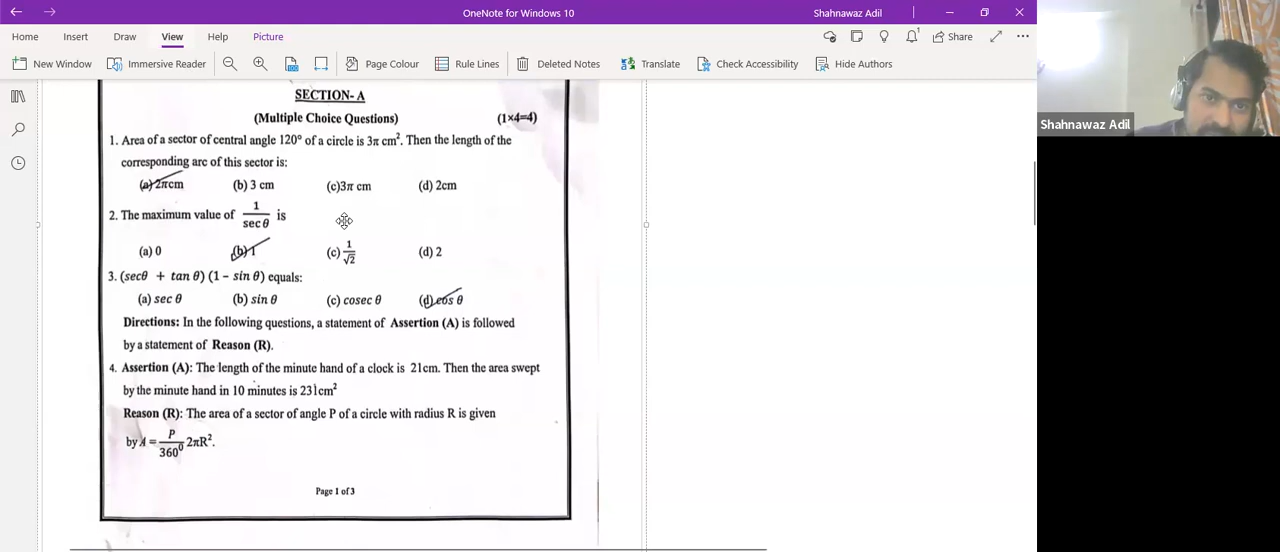 OneNote for Windows 10
Shahnawaz Adil
Home Insert Draw View Help Picture
Share
New Window Immersive Reader Page Colour Rule Lines Deleted Notes Translate Check Accessibility Hide Authors
SECTION- A
(Multiple Choice Questions) (1×4=4)
1. Area of a sector of central angle 120° of a circle is 3π cm². Then the length of the
corresponding arc of this sector is:
(a) 2πcm (b) 3 cm (c)3π cm (d) 2cm
2. The maximum value of 1/sec θ is
(a) 0 (b) 1 (c) 1/√2 (d) 2
3. (secθ + tan θ) (1 − sin θ) equals:
(a) sec θ (b) sin θ (c) cosec θ (d) cos θ
Directions: In the following questions, a statement of Assertion (A) is followed
by a statement of Reason (R).
4. Assertion (A): The length of the minute hand of a clock is 21cm. Then the area swept
by the minute hand in 10 minutes is 231cm²
Reason (R): The area of a sector of angle P of a circle with radius R is given
by A = P/360⁰ 2πR².
Page 1 of 3
Shahnawaz Adil